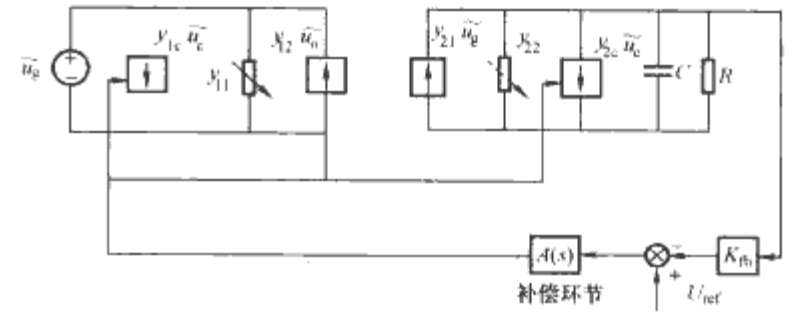 y₁c ũc
y₁₂ ũo
y₂₁ ũg
y₂₂
y₂c ũc
ũg
y₁₁
C
R
A(s)
Kfb
− 
+
补偿环节
Uref